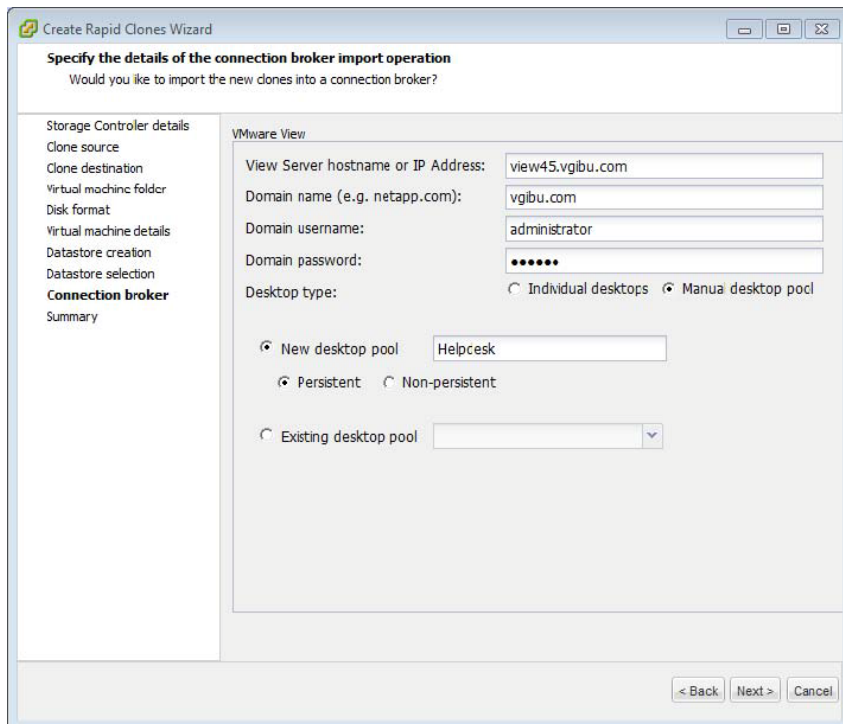 Create Rapid Clones Wizard
Specify the details of the connection broker import operation
Would you like to import the new clones into a connection broker?
Storage Controler details
Clone source
Clone destination
Virtual machine folder
Disk format
Virtual machine details
Datastore creation
Datastore selection
Connection broker
Summary
VMware View
View Server hostname or IP Address: view45.vgibu.com
Domain name (e.g. netapp.com): vgibu.com
Domain username: administrator
Domain password: ••••••
Desktop type: Individual desktops Manual desktop pool
New desktop pool Helpdesk
Persistent Non-persistent
Existing desktop pool
< Back Next > Cancel